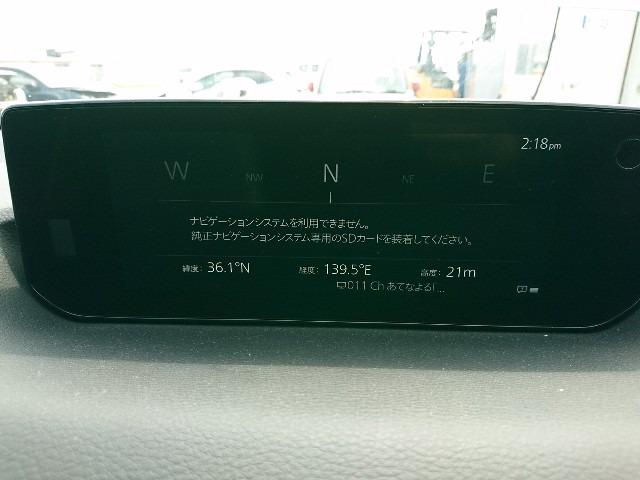 2:18pm
W NW N NE E
ナビゲーションシステムを利用できません。
純正ナビゲーションシステム専用のSDカードを装着してください。
緯度: 36.1°N 経度: 139.5°E 高度: 21m
011 Ch あてなよる「...